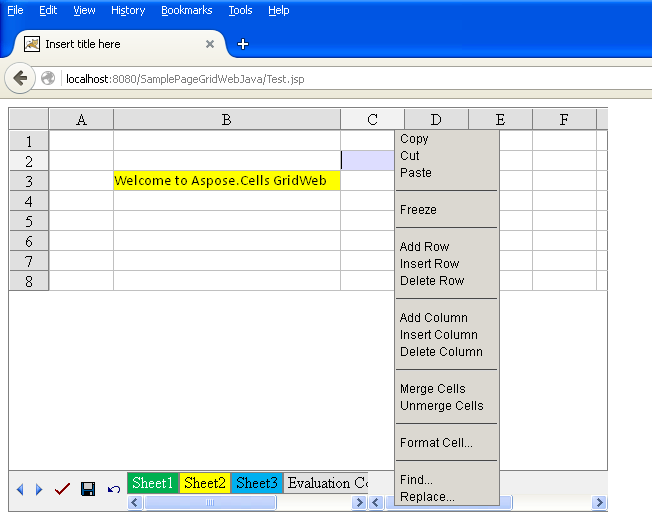 File Edit View History Bookmarks Tools Help
Insert title here
localhost:8080/SamplePageGridWebJava/Test.jsp
A B C D E F
1
2
3 Welcome to Aspose.Cells GridWeb
4
5
6
7
8
Copy
Cut
Paste
Freeze
Add Row
Insert Row
Delete Row
Add Column
Insert Column
Delete Column
Merge Cells
Unmerge Cells
Format Cell...
Find...
Replace...
Sheet1 Sheet2 Sheet3 Evaluation